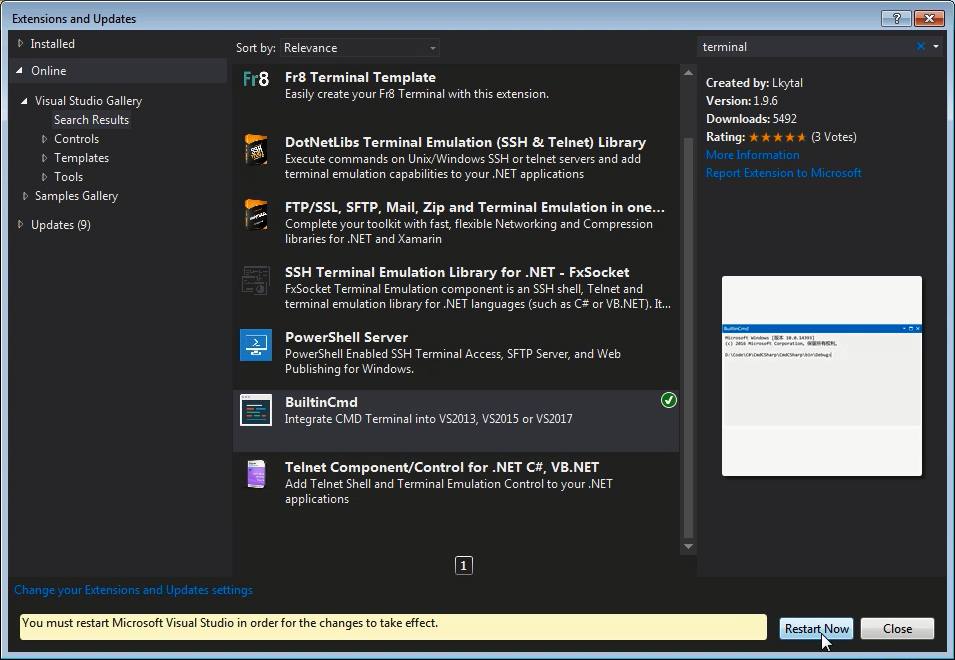 Extensions and Updates
Installed
Online
Visual Studio Gallery
Search Results
Controls
Templates
Tools
Samples Gallery
Updates (9)
Sort by: Relevance
Fr8
Fr8 Terminal Template
Easily create your Fr8 Terminal with this extension.
DotNetLibs Terminal Emulation (SSH & Telnet) Library
Execute commands on Unix/Windows SSH or telnet servers and add
terminal emulation capabilities to your .NET applications
FTP/SSL, SFTP, Mail, Zip and Terminal Emulation in one...
Complete your toolkit with fast, flexible Networking and Compression
libraries for .NET and Xamarin
SSH Terminal Emulation Library for .NET - FxSocket
FxSocket Terminal Emulation component is an SSH shell, Telnet and
terminal emulation library for .NET languages (such as C# or VB.NET). It...
PowerShell Server
PowerShell Enabled SSH Terminal Access, SFTP Server, and Web
Publishing for Windows.
BuiltinCmd
Integrate CMD Terminal into VS2013, VS2015 or VS2017
Telnet Component/Control for .NET C#, VB.NET
Add Telnet Shell and Terminal Emulation Control to your .NET
applications
1
terminal
Created by: Lkytal
Version: 1.9.6
Downloads: 5492
Rating: (3 Votes)
More Information
Report Extension to Microsoft
BuiltinCmd
Microsoft Windows [版本 10.0.14393]
(c) 2016 Microsoft Corporation。保留所有权利。
D:\Code\C#\CmdCSharp\CmdCSharp\bin\Debug>
Change your Extensions and Updates settings
You must restart Microsoft Visual Studio in order for the changes to take effect.
Restart Now
Close